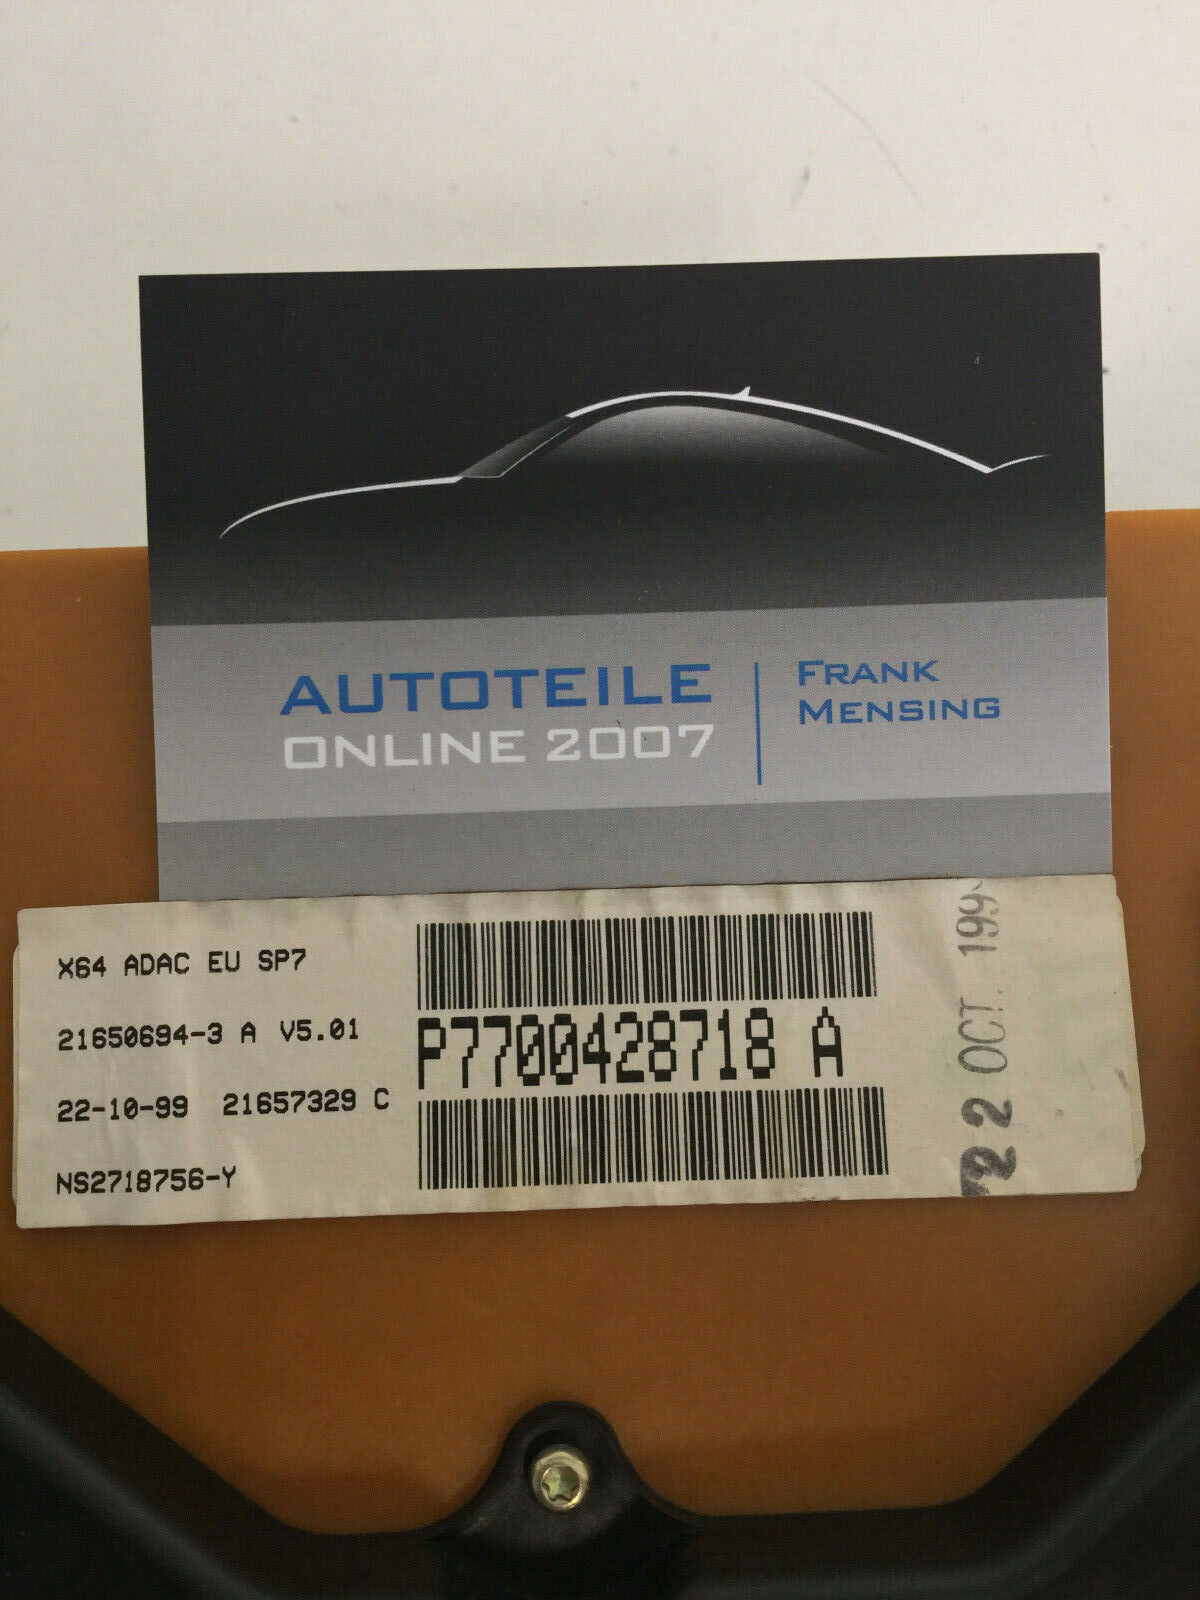 AUTOTEILE
ONLINE 2007
FRANK
MENSING
X64 ADAC EU SP7
21650694-3 A V5.01
22-10-99 21657329 C
NS2718756-Y
P7700428718 A
22 OCT. 199